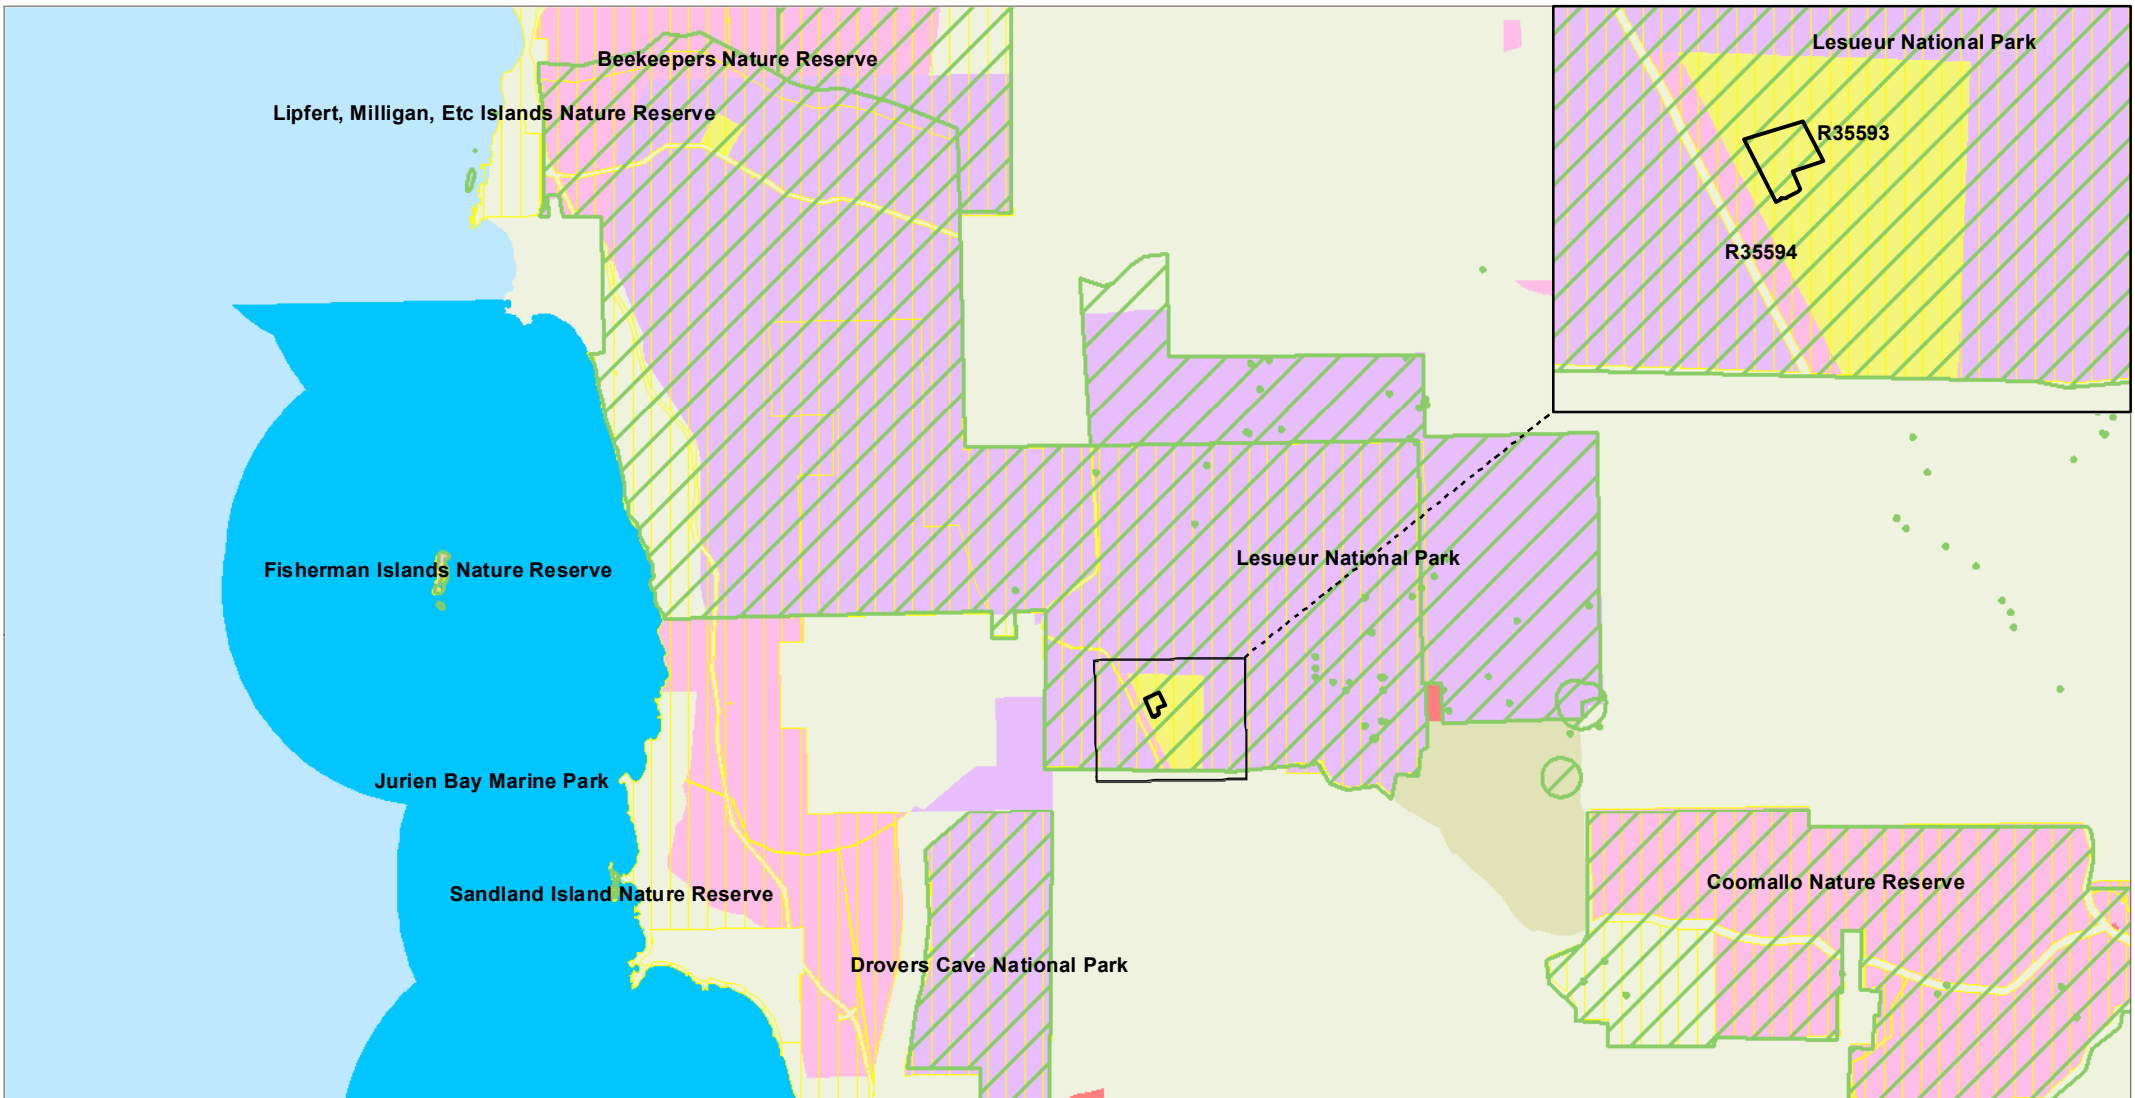 Lesueur National Park
Beekeepers Nature Reserve
Lipfert, Milligan, Etc Islands Nature Reserve
R35593
R35594
Lesueur National Park
Fisherman Islands Nature Reserve
Jurien Bay Marine Park
Coomallo Nature Reserve
Sandland Island Nature Reserve
Drovers Cave National Park